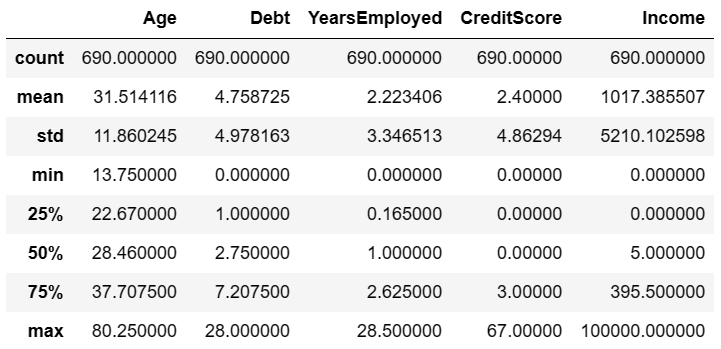 Age Debt YearsEmployed CreditScore Income
count 690.000000 690.000000 690.000000 690.00000 690.000000
mean 31.514116 4.758725 2.223406 2.40000 1017.385507
std 11.860245 4.978163 3.346513 4.86294 5210.102598
min 13.750000 0.000000 0.000000 0.00000 0.000000
25% 22.670000 1.000000 0.165000 0.00000 0.000000
50% 28.460000 2.750000 1.000000 0.00000 5.000000
75% 37.707500 7.207500 2.625000 3.00000 395.500000
max 80.250000 28.000000 28.500000 67.00000 100000.000000